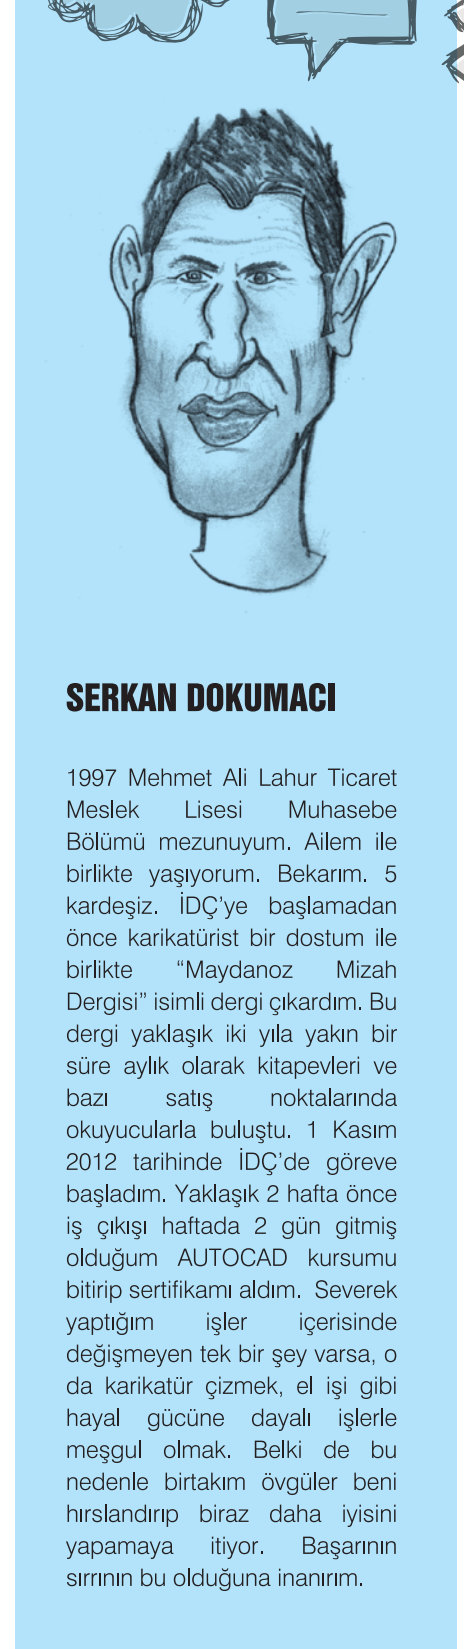 SERKAN DOKUMACI
1997 Mehmet Ali Lahur Ticaret
Meslek Lisesi Muhasebe
Bölümü mezunuyum. Ailem ile
birlikte yaşıyorum. Bekarım. 5
kardeşiz. İDÇ’ye başlamadan
önce karikatürist bir dostum ile
birlikte “Maydanoz Mizah
Dergisi” isimli dergi çıkardım. Bu
dergi yaklaşık iki yıla yakın bir
süre aylık olarak kitapevleri ve
bazı satış noktalarında
okuyucularla buluştu. 1 Kasım
2012 tarihinde İDÇ’de göreve
başladım. Yaklaşık 2 hafta önce
iş çıkışı haftada 2 gün gitmiş
olduğum AUTOCAD kursumu
bitirip sertifikamı aldım. Severek
yaptığım işler içerisinde
değişmeyen tek bir şey varsa, o
da karikatür çizmek, el işi gibi
hayal gücüne dayalı işlerle
meşgul olmak. Belki de bu
nedenle birtakım övgüler beni
hırslandırıp biraz daha iyisini
yapamaya itiyor. Başarının
sırrının bu olduğuna inanırım.